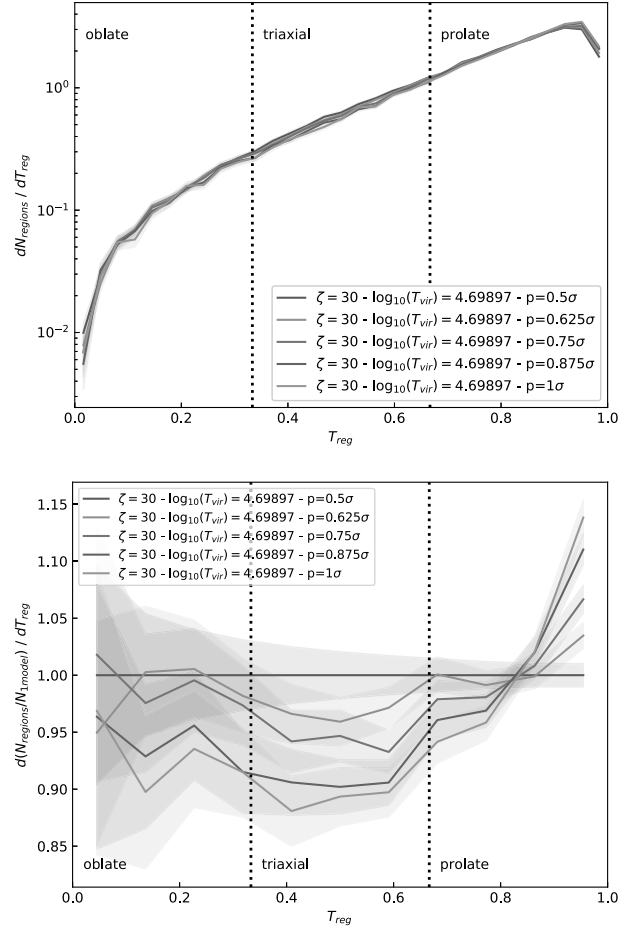 oblate triaxial prolate
10⁰
10⁻¹
10⁻²
dN_regions / dT_reg
ζ = 30 - log₁₀(T_vir) = 4.69897 - p=0.5σ
ζ = 30 - log₁₀(T_vir) = 4.69897 - p=0.625σ
ζ = 30 - log₁₀(T_vir) = 4.69897 - p=0.75σ
ζ = 30 - log₁₀(T_vir) = 4.69897 - p=0.875σ
ζ = 30 - log₁₀(T_vir) = 4.69897 - p=1σ
0.0 0.2 0.4 0.6 0.8 1.0
T_reg
ζ = 30 - log₁₀(T_vir) = 4.69897 - p=0.5σ
ζ = 30 - log₁₀(T_vir) = 4.69897 - p=0.625σ
ζ = 30 - log₁₀(T_vir) = 4.69897 - p=0.75σ
ζ = 30 - log₁₀(T_vir) = 4.69897 - p=0.875σ
ζ = 30 - log₁₀(T_vir) = 4.69897 - p=1σ
1.15
1.10
1.05
1.00
0.95
0.90
0.85
d(N_regions/N_1model) / dT_reg
oblate triaxial prolate
0.0 0.2 0.4 0.6 0.8 1.0
T_reg